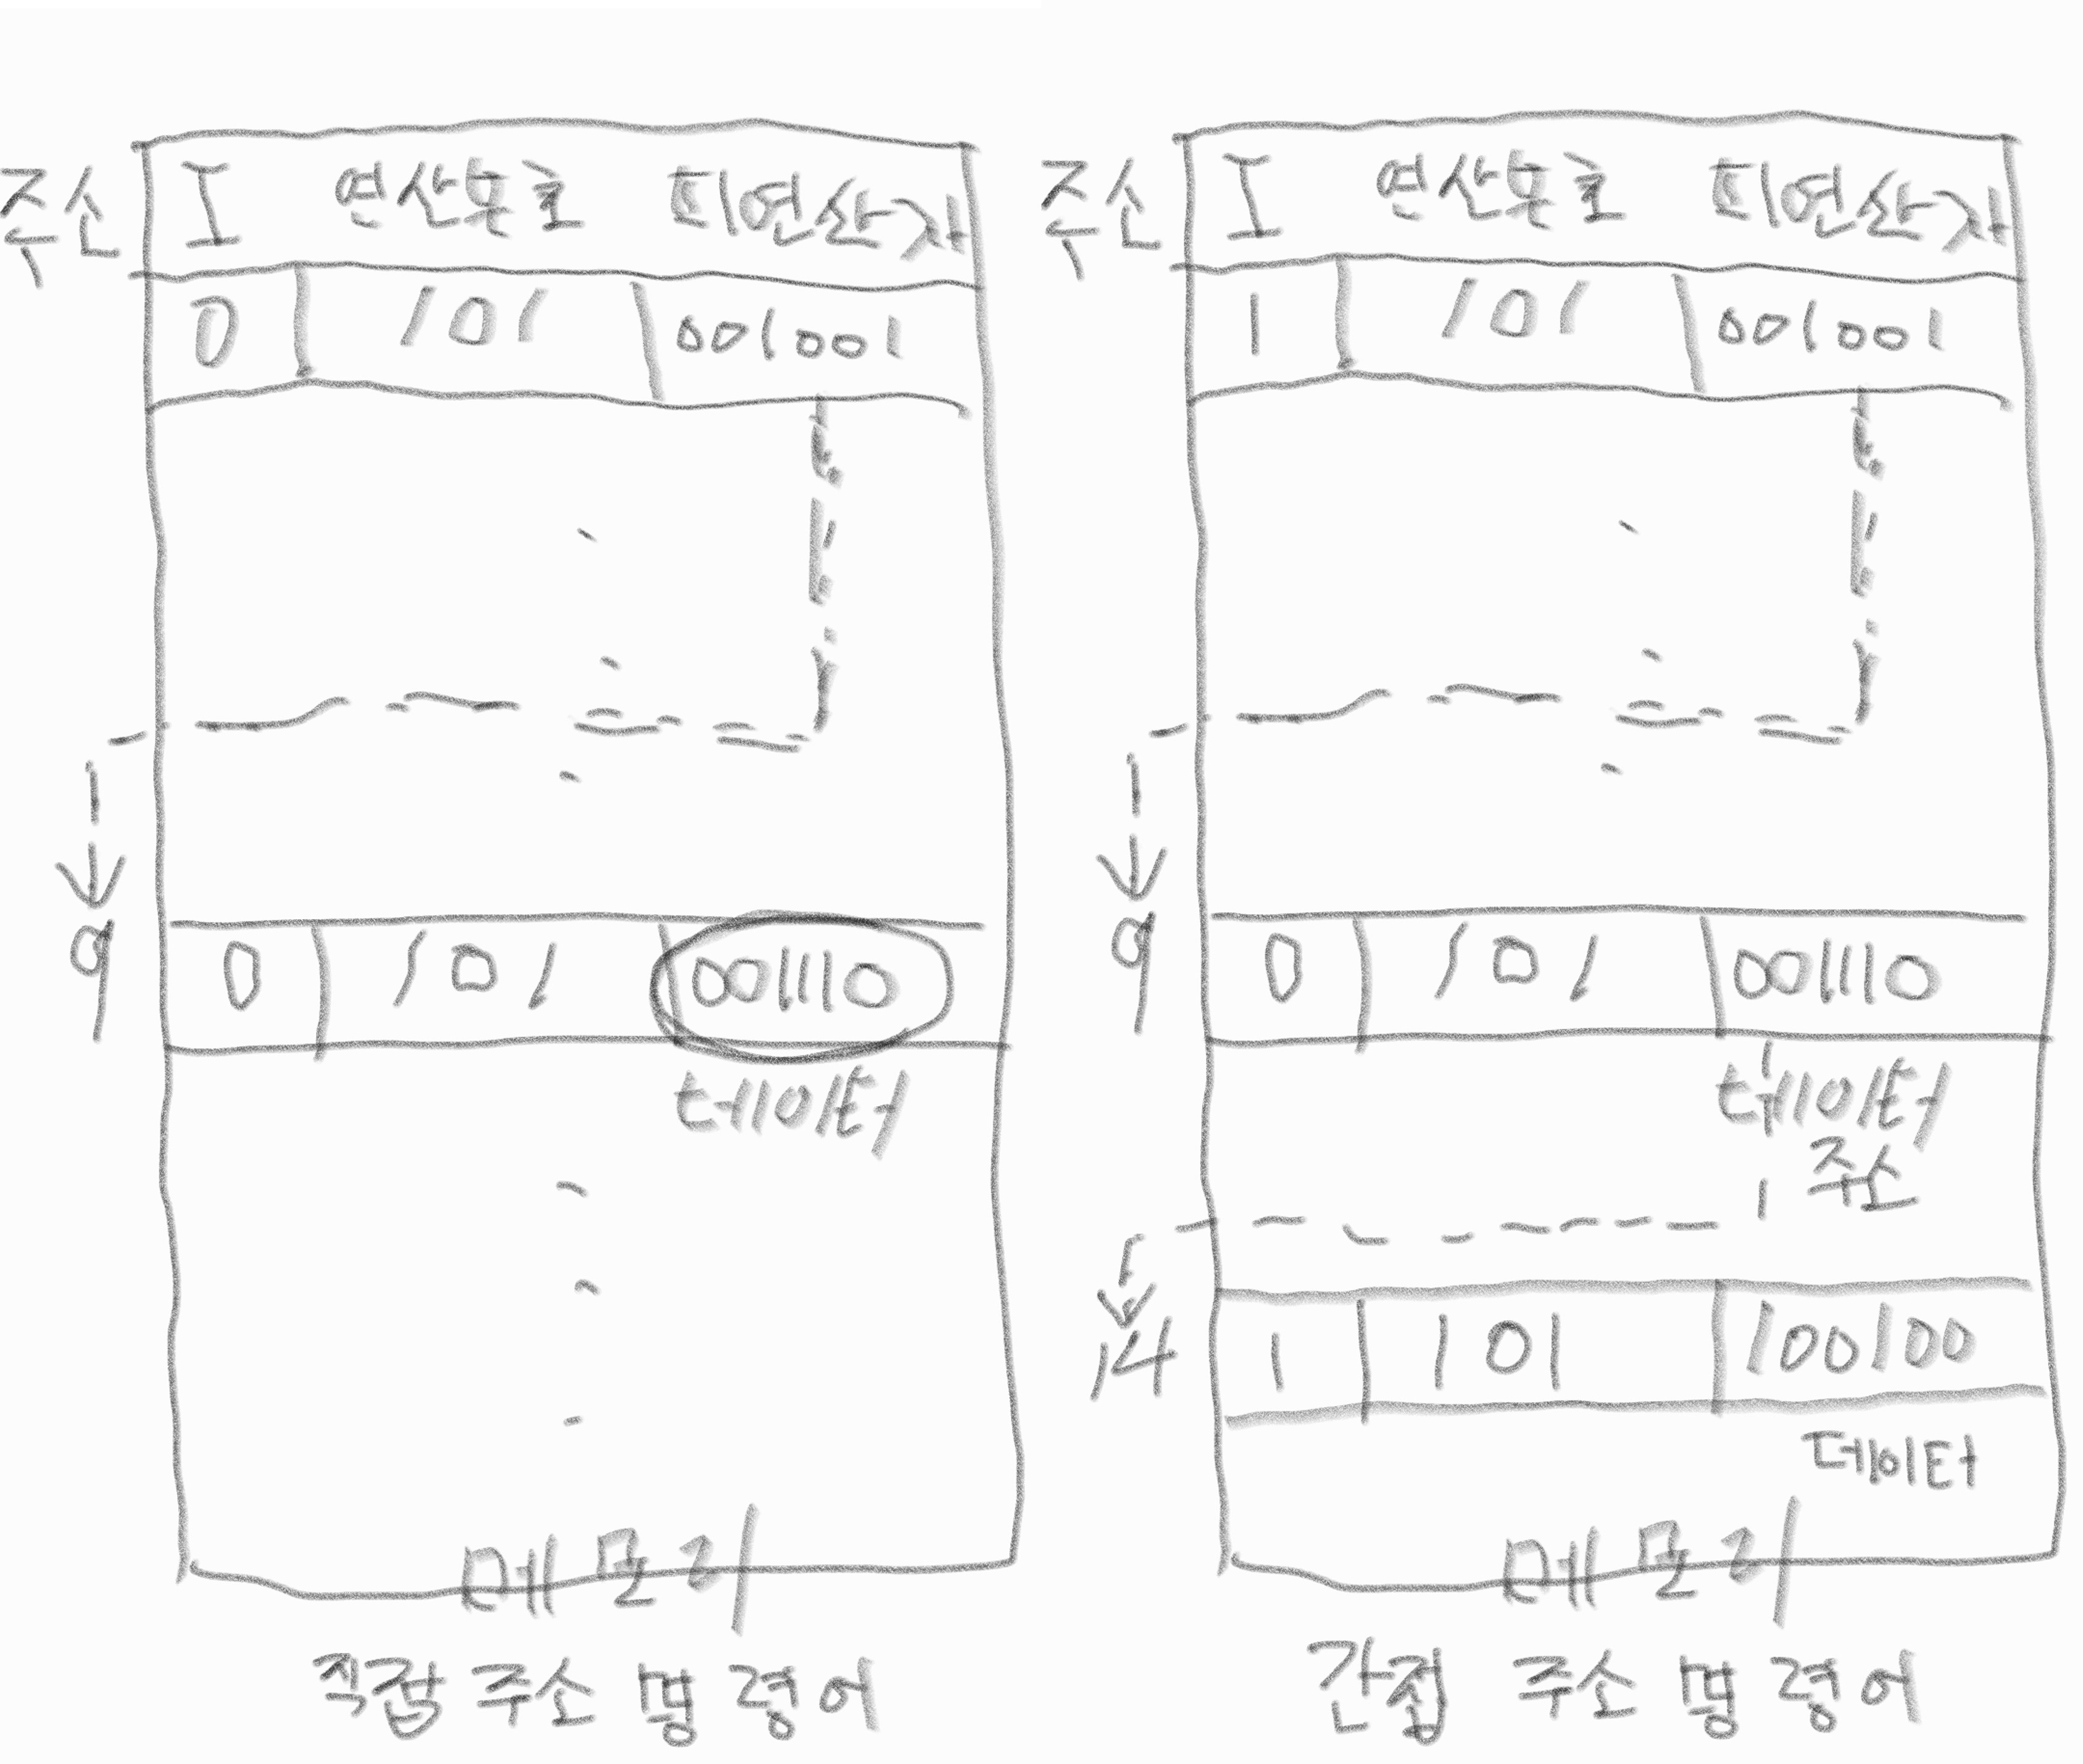 주소 I 연산부호 피연산자
0 101 001001
9 0 101 001110
데이터
메모리
직접 주소 명령어
주소 I 연산부호 피연산자
1 101 001001
9 0 101 001110
데이터
주소
14 1 101 100100
데이터
메모리
간접 주소 명령어